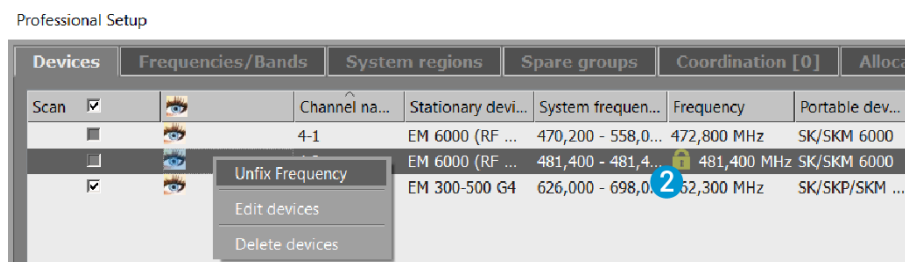 Professional Setup
Devices Frequencies/Bands System regions Spare groups Coordination [0] Alloca
Scan Channel na... Stationary devi... System frequen... Frequency Portable dev...
4-1 EM 6000 (RF ... 470,200 - 558,0... 472,800 MHz SK/SKM 6000
EM 6000 (RF ... 481,400 - 481,4... 481,400 MHz SK/SKM 6000
Unfix Frequency
EM 300-500 G4 626,000 - 698,0 2 62,300 MHz SK/SKP/SKM ...
Edit devices
Delete devices